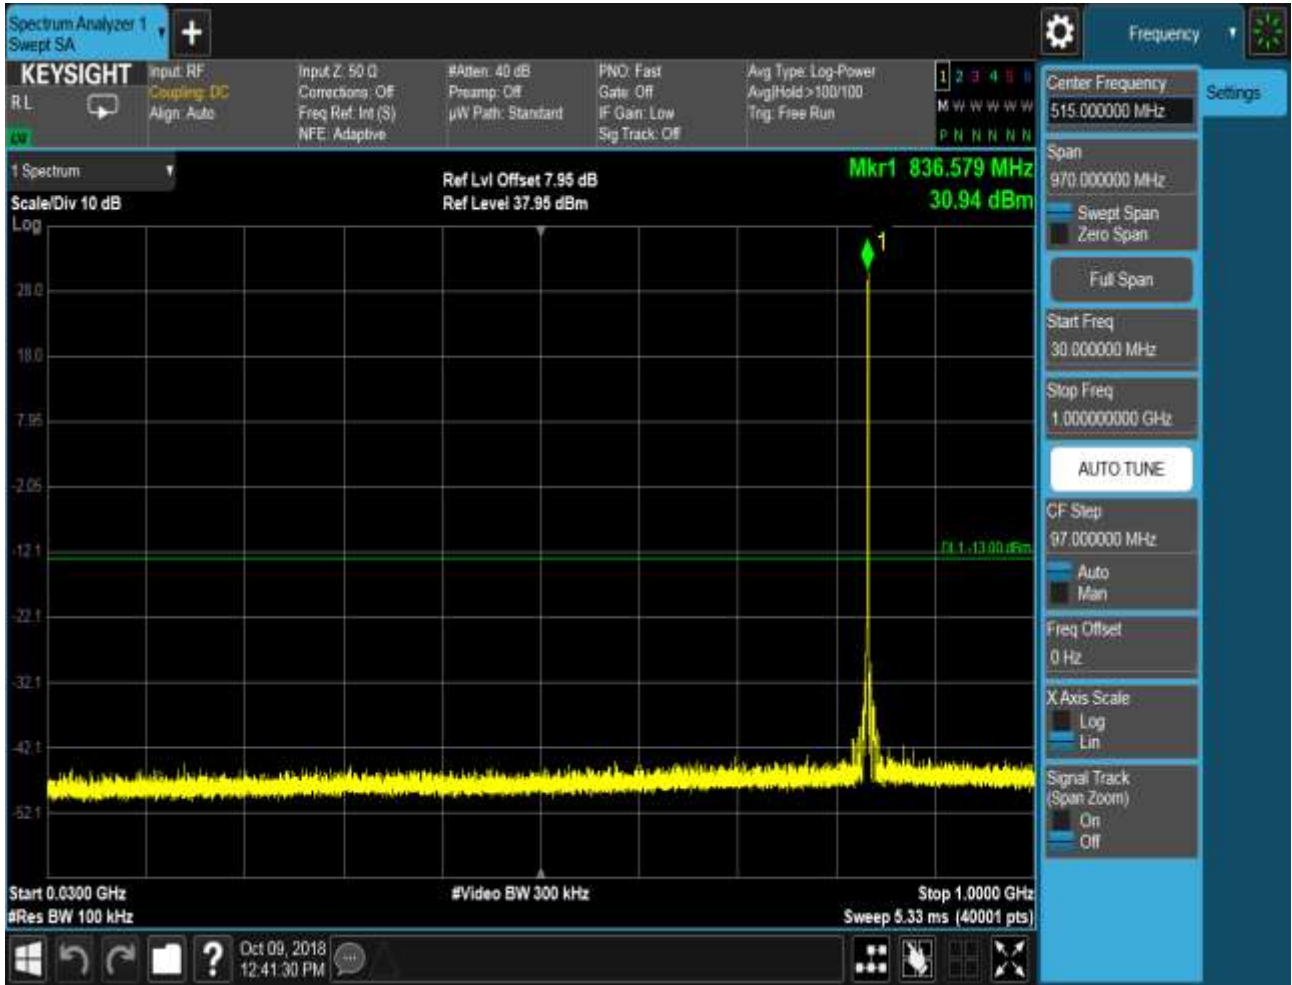 Spectrum Analyzer 1
Swept SA
+
Frequency
KEYSIGHT
R L
LXI
Input: RF
Coupling: DC
Align: Auto
Input Z: 50 Ω
Corrections: Off
Freq Ref: Int (S)
NFE: Adaptive
#Atten: 40 dB
Preamp: Off
µW Path: Standard
PNO: Fast
Gate: Off
IF Gain: Low
Sig Track: Off
Avg Type: Log-Power
Avg|Hold:>100/100
Trig: Free Run
1 2 3 4 5 6
M W W W W W
P N N N N N
1 Spectrum
Scale/Div 10 dB
Log
Ref Lvl Offset 7.95 dB
Ref Level 37.95 dBm
Mkr1 836.579 MHz
30.94 dBm
1
28.0
18.0
7.95
-2.05
-12.1
DL1 -13.00 dBm
-22.1
-32.1
-42.1
-52.1
Start 0.0300 GHz
#Res BW 100 kHz
#Video BW 300 kHz
Stop 1.0000 GHz
Sweep 5.33 ms (40001 pts)
Center Frequency
515.000000 MHz
Settings
Span
970.000000 MHz
Swept Span
Zero Span
Full Span
Start Freq
30.000000 MHz
Stop Freq
1.000000000 GHz
AUTO TUNE
CF Step
97.000000 MHz
Auto
Man
Freq Offset
0 Hz
X Axis Scale
Log
Lin
Signal Track
(Span Zoom)
On
Off
?
Oct 09, 2018
12:41:30 PM